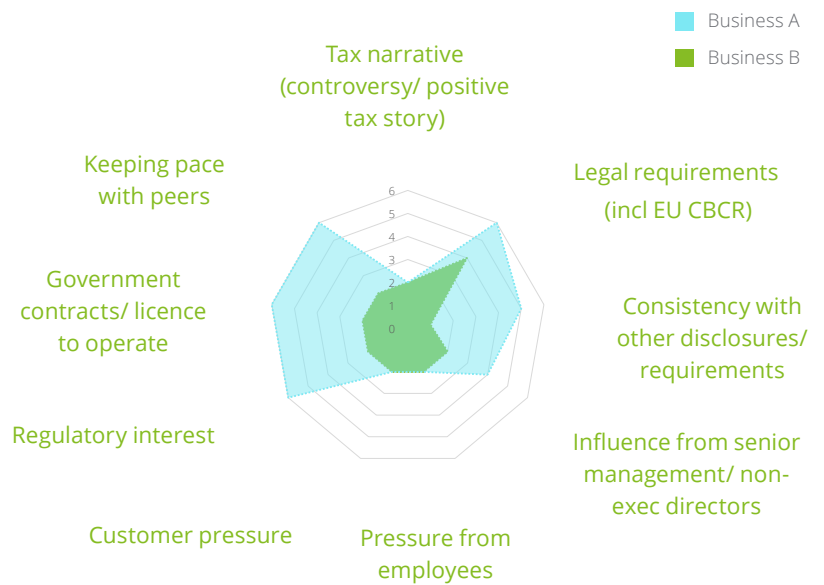 Business A
Business B
Tax narrative
(controversy/ positive
tax story)
Keeping pace
with peers
Legal requirements
(incl EU CBCR)
6
5
4
3
2
1
0
Government
contracts/ licence
to operate
Consistency with
other disclosures/
requirements
Regulatory interest
Influence from senior
management/ non-
exec directors
Customer pressure
Pressure from
employees